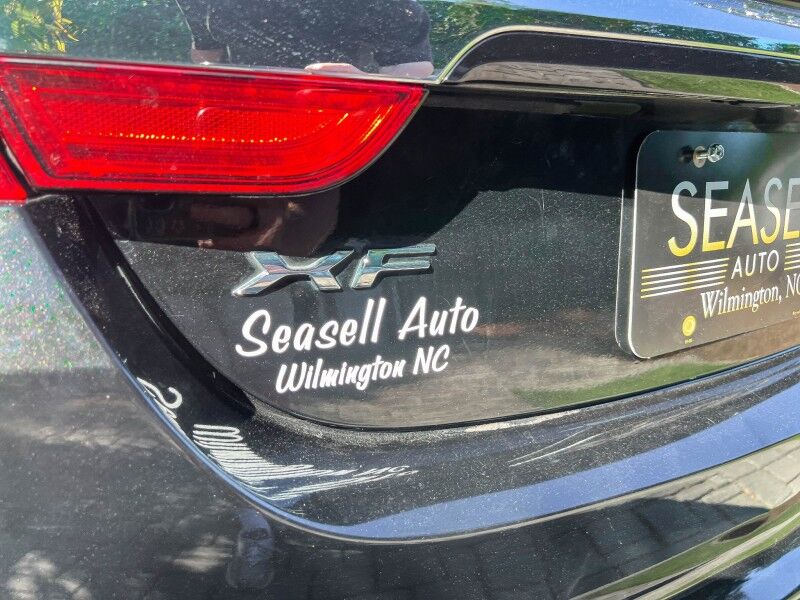 XF
Seasell Auto
Wilmington NC
SEASE
AUTO
Wilmington, NC